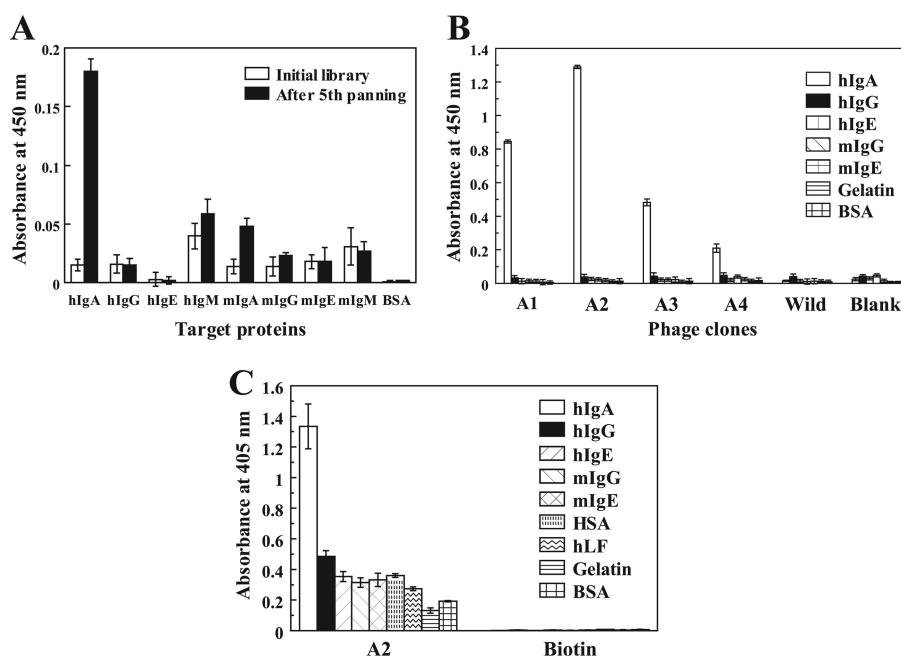 A
Absorbance at 450 nm
0.2
0.15
0.1
0.05
0
Initial library
After 5th panning
hIgA hIgG hIgE hIgM mIgA mIgG mIgE mIgM BSA
Target proteins
B
Absorbance at 450 nm
1.4
1.2
1
0.8
0.6
0.4
0.2
0
hIgA
hIgG
hIgE
mIgG
mIgE
Gelatin
BSA
A1 A2 A3 A4 Wild Blank
Phage clones
C
Absorbance at 405 nm
1.6
1.4
1.2
1
0.8
0.6
0.4
0.2
0
hIgA
hIgG
hIgE
mIgG
mIgE
HSA
hLF
Gelatin
BSA
A2 Biotin